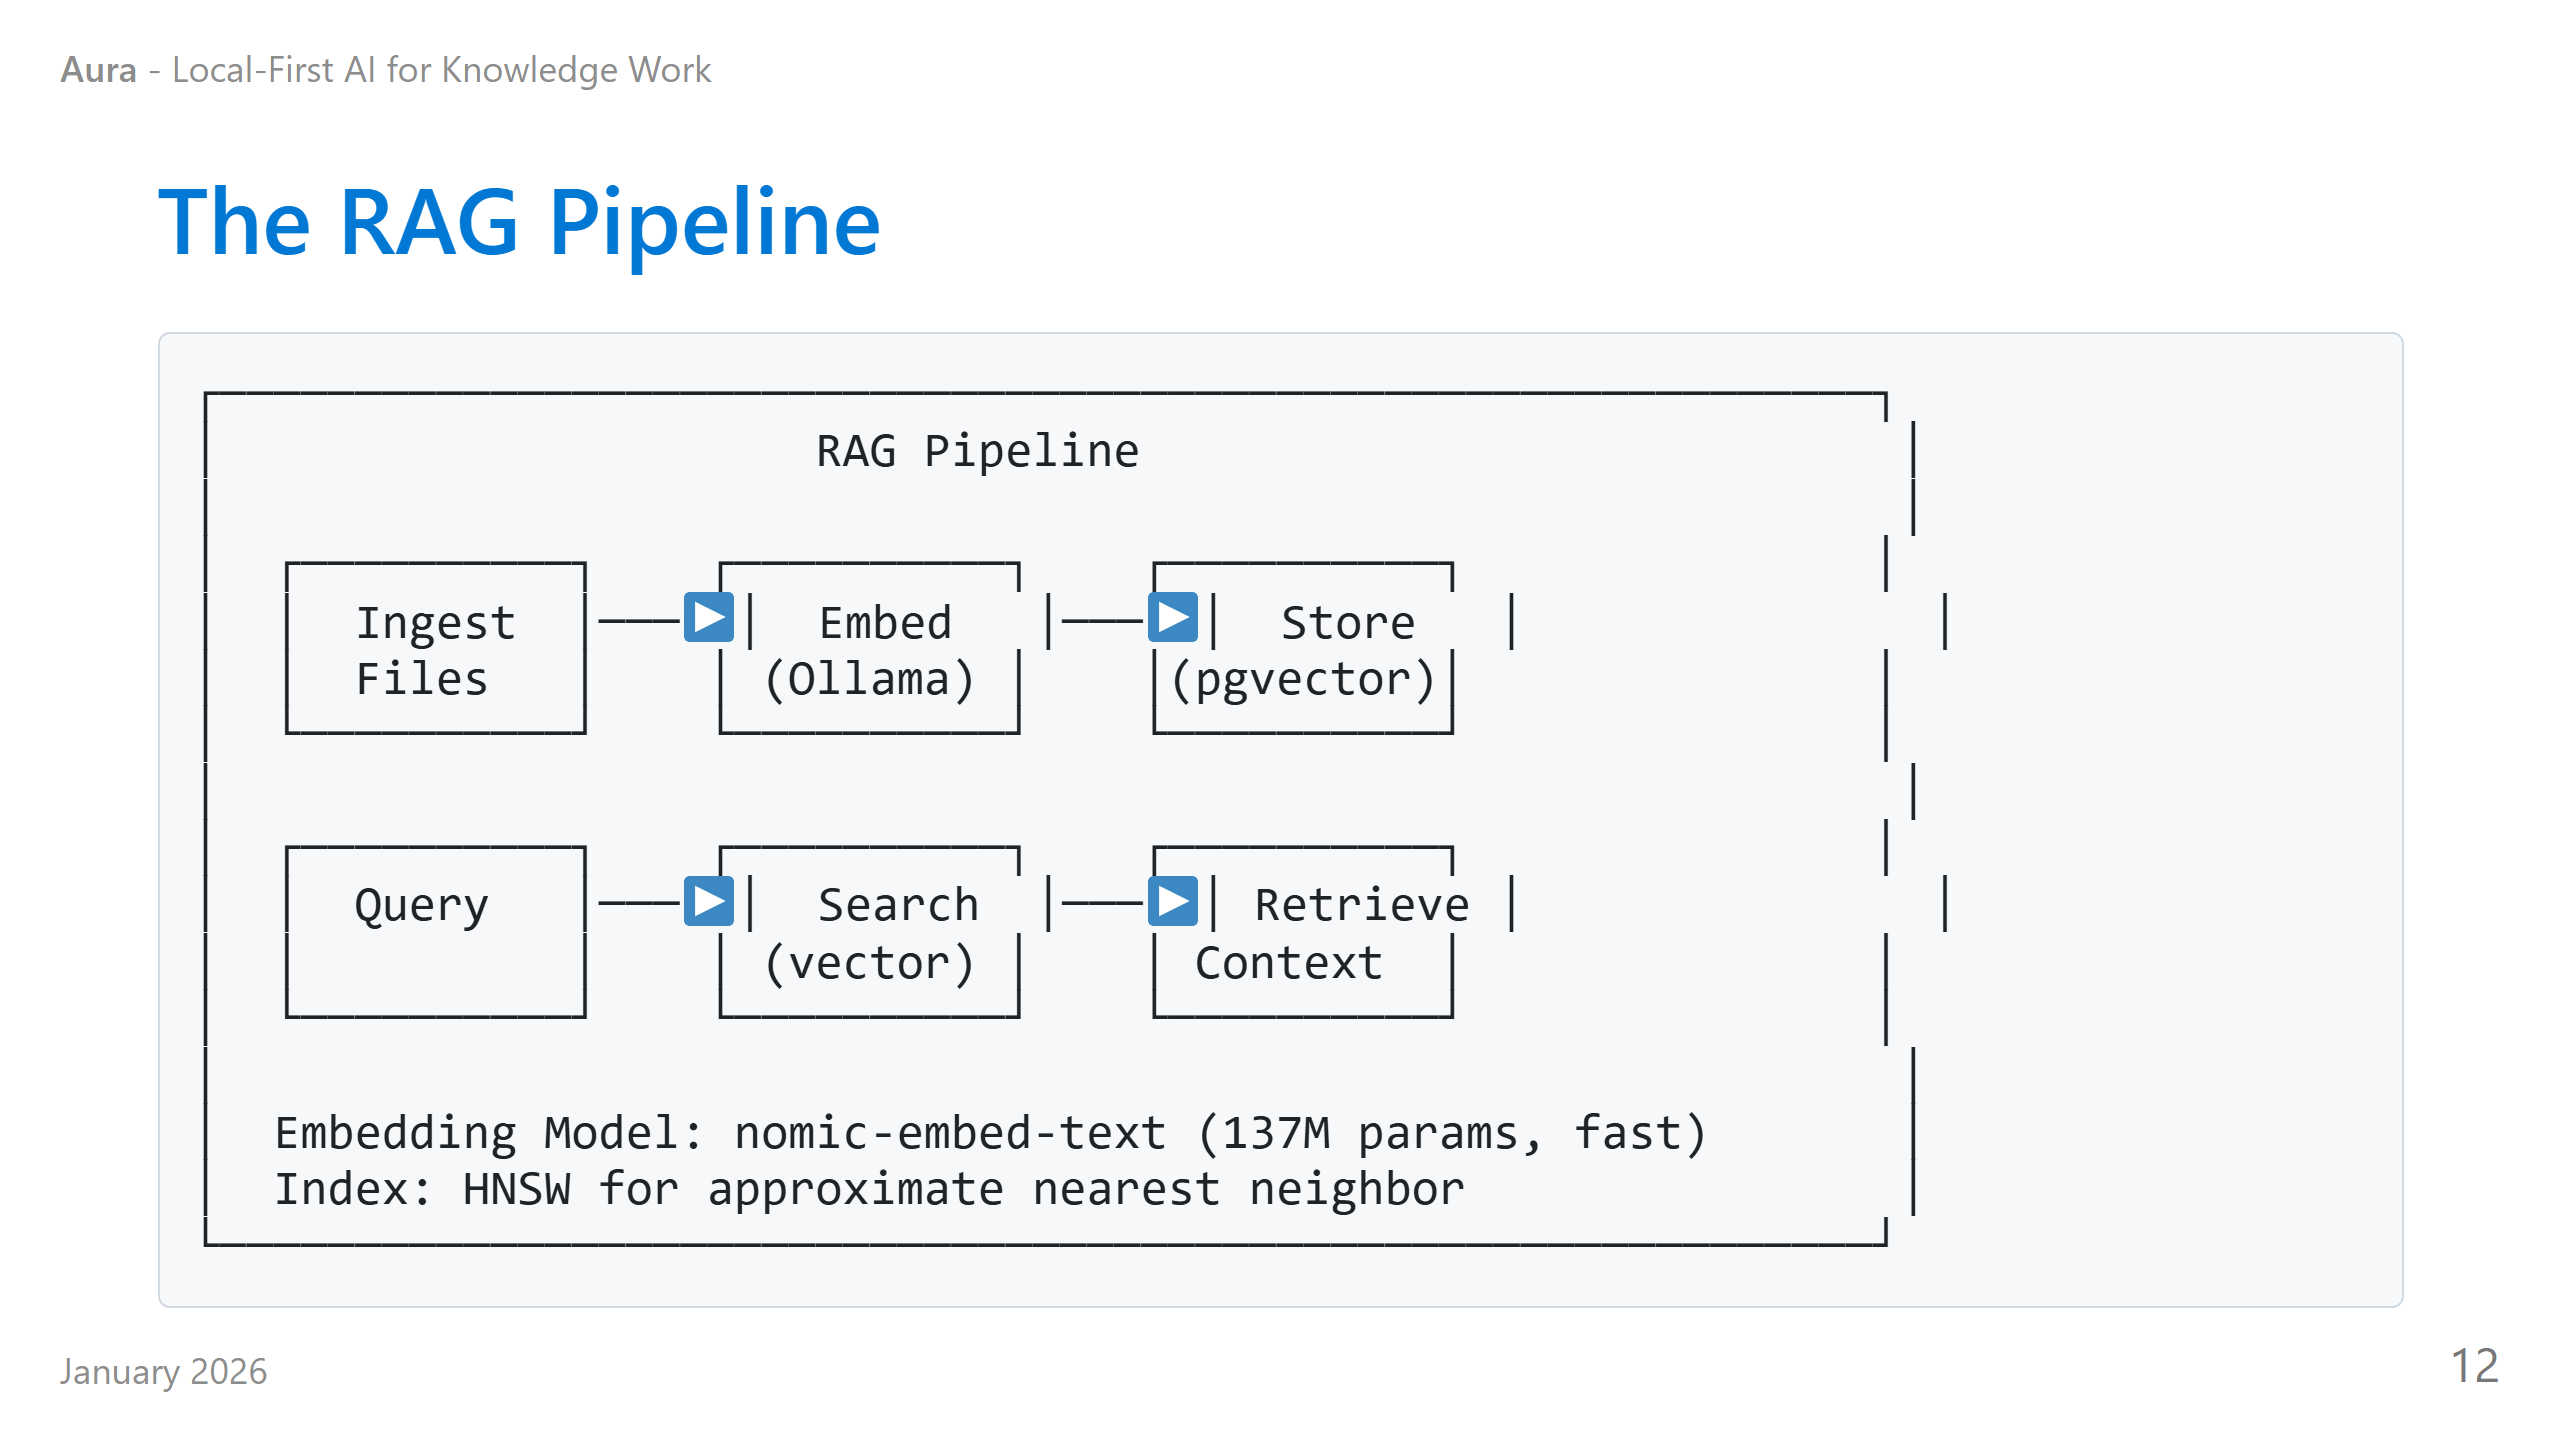 Aura - Local-First AI for Knowledge Work
The RAG Pipeline
RAG Pipeline
Ingest Embed Store
Files (Ollama) (pgvector)
Query Search Retrieve
(vector) Context
Embedding Model: nomic-embed-text (137M params, fast)
Index: HNSW for approximate nearest neighbor
January 2026
12